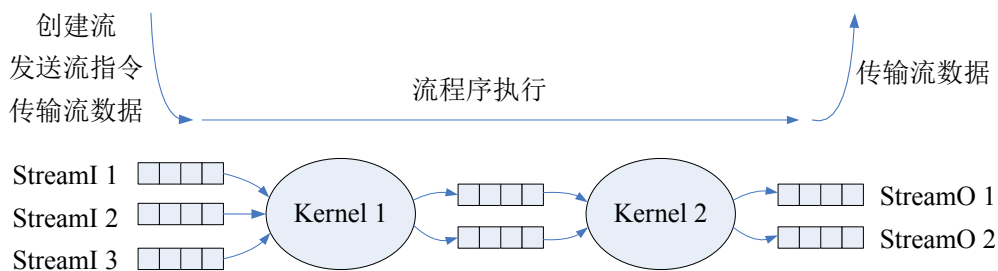 创建流
发送流指令
传输流数据
流程序执行
传输流数据
StreamI 1
StreamI 2
StreamI 3
Kernel 1
Kernel 2
StreamO 1
StreamO 2